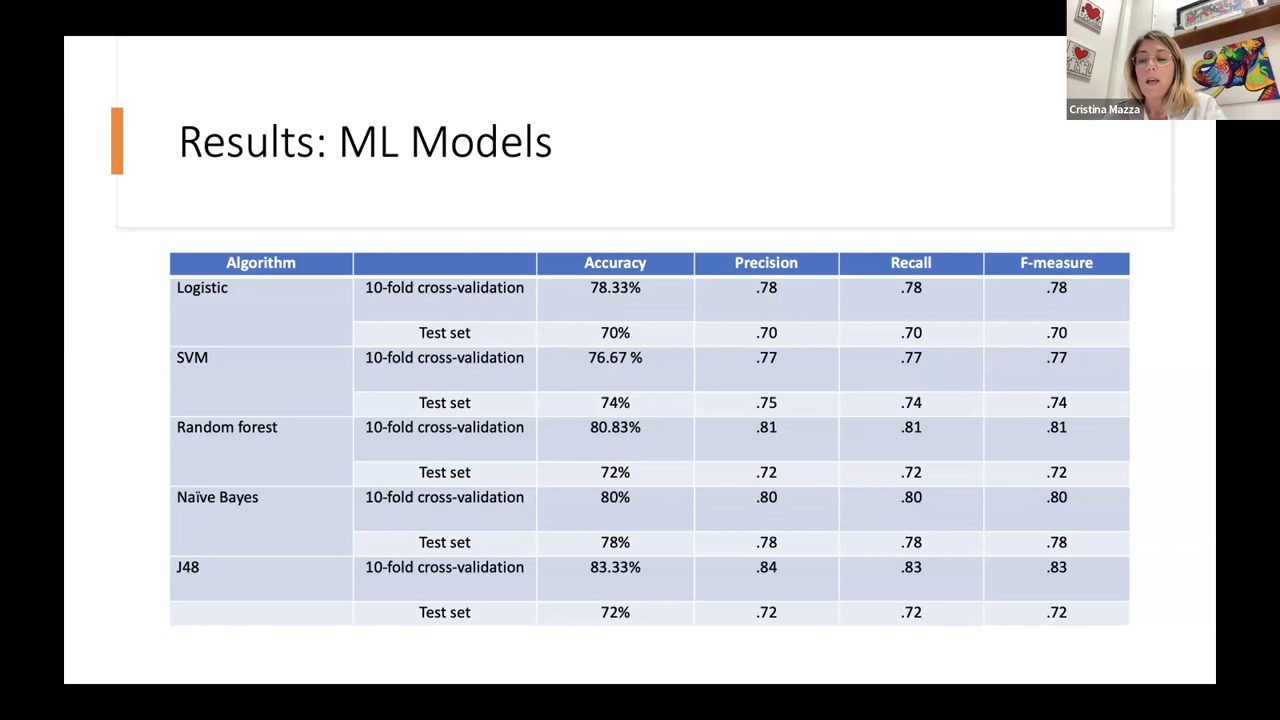 Cristina Mazza
Results: ML Models
Algorithm Accuracy Precision Recall F-measure
Logistic 10-fold cross-validation 78.33% .78 .78 .78
Test set 70% .70 .70 .70
SVM 10-fold cross-validation 76.67 % .77 .77 .77
Test set 74% .75 .74 .74
Random forest 10-fold cross-validation 80.83% .81 .81 .81
Test set 72% .72 .72 .72
Naïve Bayes 10-fold cross-validation 80% .80 .80 .80
Test set 78% .78 .78 .78
J48 10-fold cross-validation 83.33% .84 .83 .83
Test set 72% .72 .72 .72